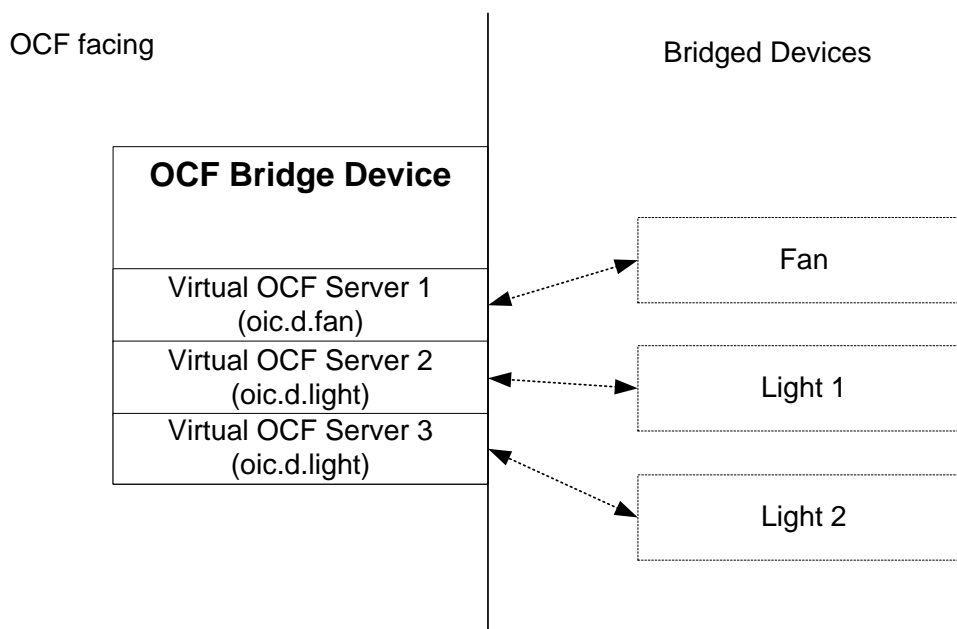 OCF facing
Bridged Devices
OCF Bridge Device
Virtual OCF Server 1
(oic.d.fan)
Virtual OCF Server 2
(oic.d.light)
Virtual OCF Server 3
(oic.d.light)
Fan
Light 1
Light 2